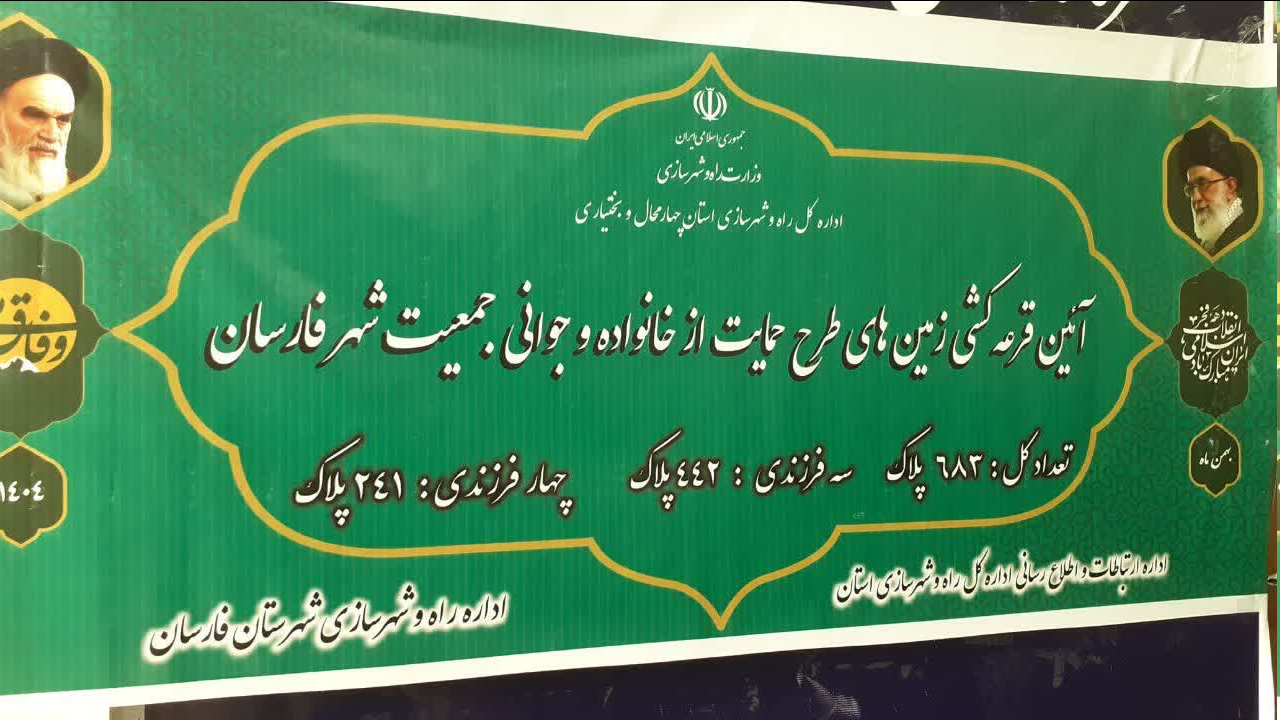 جمهوری اسلامی ایران
وزارت راه و شهرسازی
اداره کل راه و شهرسازی استان چهارمحال و بختیاری
آئین قرعه کشی زمین های طرح حمایت از خانواده و جوانی جمعیت شهر فارسان
تعداد کل : ۶۸۳ پلاک سه فرزندی : ۴۴۲ پلاک چهار فرزندی : ۲۴۱ پلاک
بهمن ماه
۱۴۰۴
اداره ارتباطات و اطلاع رسانی اداره کل راه و شهرسازی استان
اداره راه و شهرسازی شهرستان فارسان